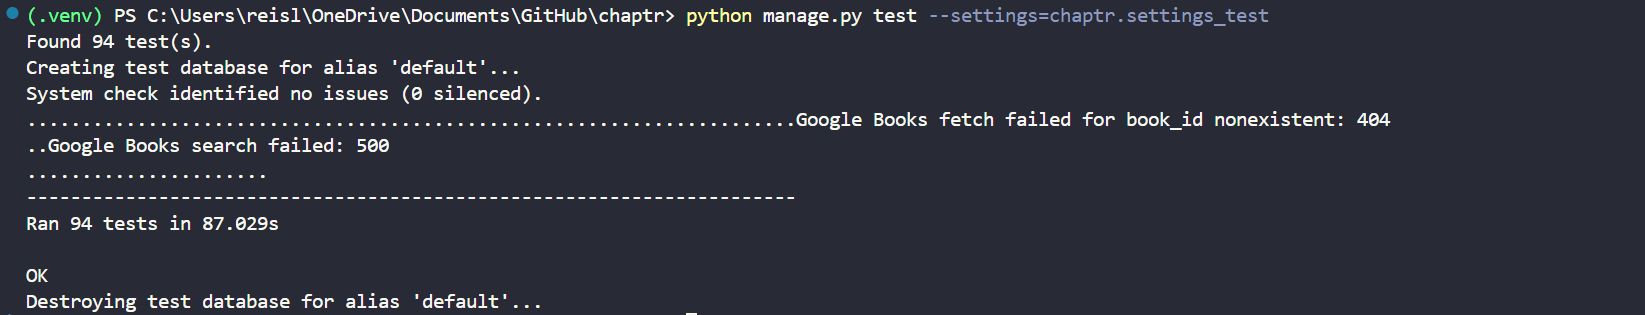 (.venv) PS C:\Users\reisl\OneDrive\Documents\GitHub\chaptr> python manage.py test --settings=chaptr.settings_test
Found 94 test(s).
Creating test database for alias 'default'...
System check identified no issues (0 silenced).
......................................................................Google Books fetch failed for book_id nonexistent: 404
..Google Books search failed: 500
......................
----------------------------------------------------------------------
Ran 94 tests in 87.029s
OK
Destroying test database for alias 'default'...